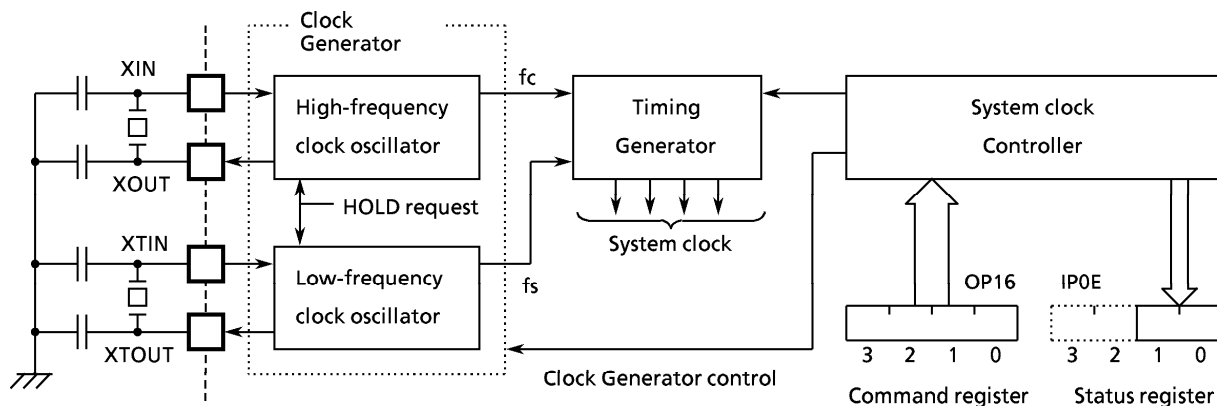 Clock
Generator
XIN
XOUT
XTIN
XTOUT
High-frequency
clock oscillator
HOLD request
Low-frequency
clock oscillator
fc
fs
Timing
Generator
System clock
System clock
Controller
Clock Generator control
OP16
3 2 1 0
Command register
IP0E
3 2 1 0
Status register